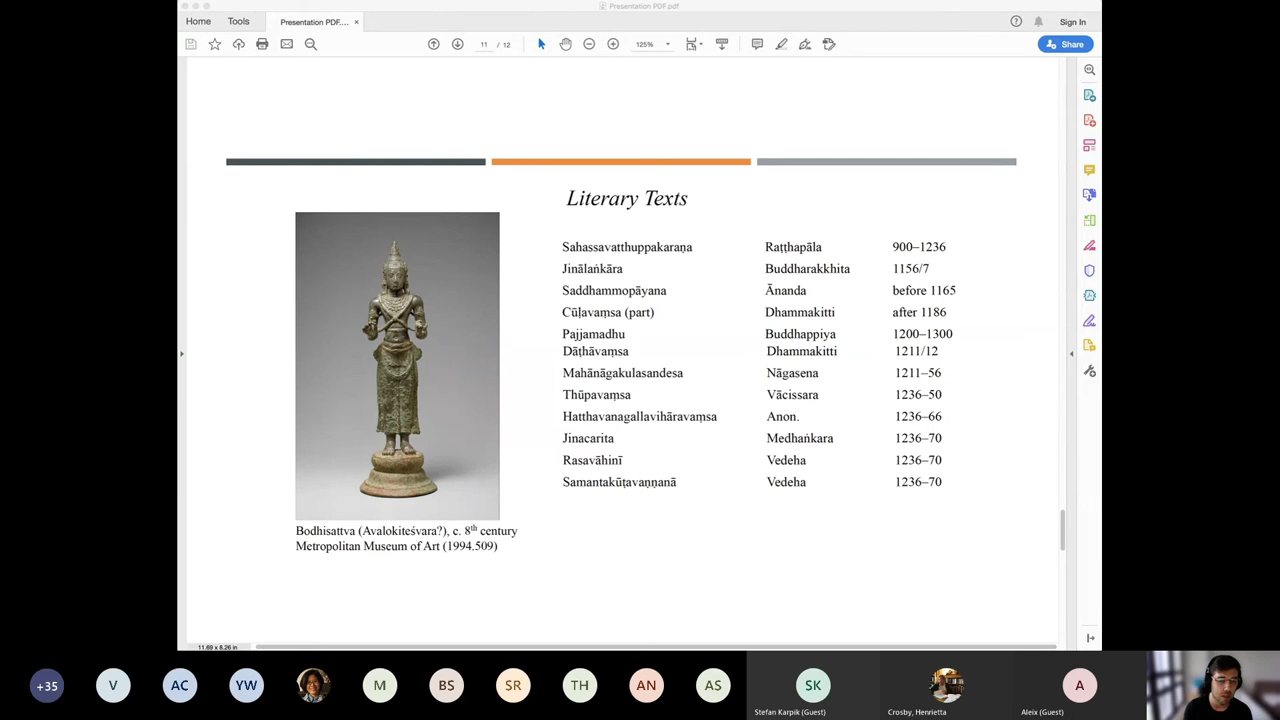 Presentation PDF.pdf
Home Tools Presentation PDF.... × Sign In
11 / 12 125% Share
Literary Texts
Sahassavatthuppakaraṇa Raṭṭhapāla 900–1236
Jinālaṅkāra Buddharakkhita 1156/7
Saddhammopāyana Ānanda before 1165
Cūḷavaṃsa (part) Dhammakitti after 1186
Pajjamadhu Buddhappiya 1200–1300
Dāṭhāvaṃsa Dhammakitti 1211/12
Mahānāgakulasandesa Nāgasena 1211–56
Thūpavaṃsa Vācissara 1236–50
Hatthavanagallavihāravaṃsa Anon. 1236–66
Jinacarita Medhaṅkara 1236–70
Rasavāhinī Vedeha 1236–70
Samantakūṭavaṇṇanā Vedeha 1236–70
Bodhisattva (Avalokiteśvara?), c. 8th century
Metropolitan Museum of Art (1994.509)
11.69 x 8.26 in
+35 V AC YW M BS SR TH AN AS SK A
Stefan Karpik (Guest) Crosby, Henrietta Aleix (Guest)